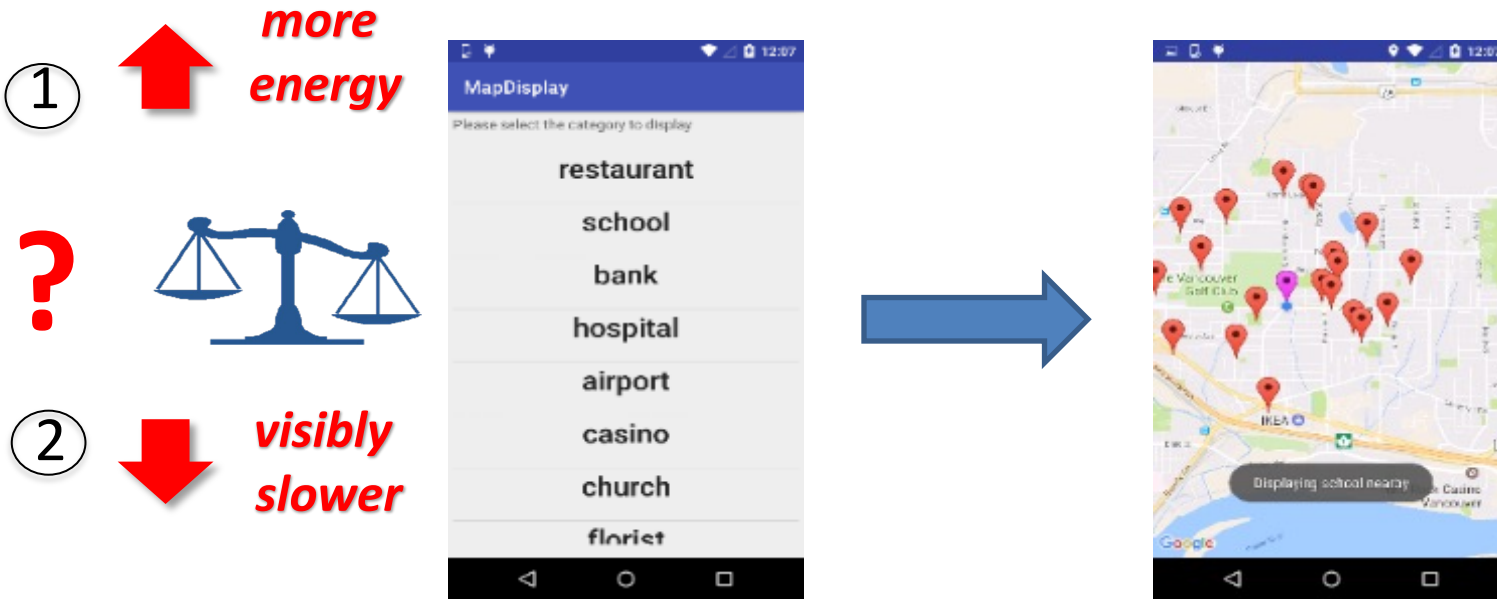 1
more
energy
?
2
visibly
slower
12:07
MapDisplay
Please select the category to display
restaurant
school
bank
hospital
airport
casino
church
florist
12:07
Vancouver
Golf Club
IKEA
Displaying school nearby
Casino
Vancouver
Google